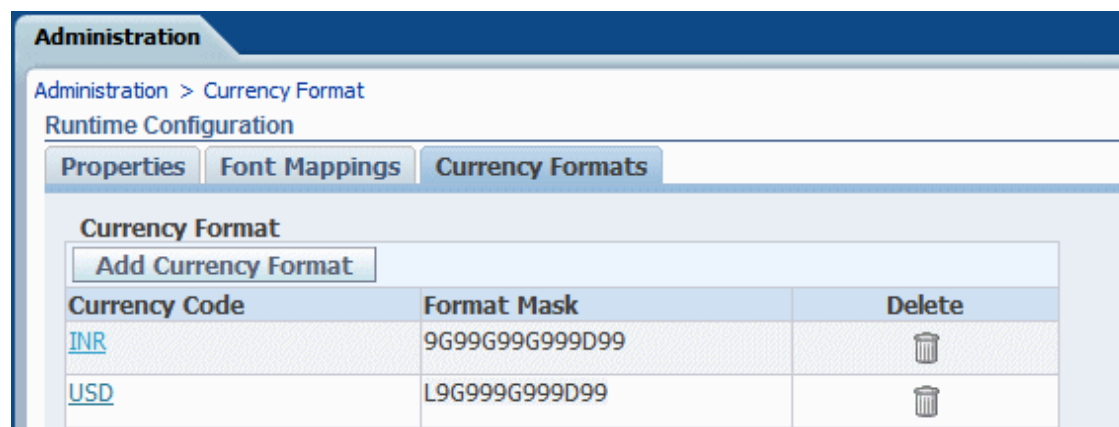 Administration
Administration > Currency Format
Runtime Configuration
Properties Font Mappings Currency Formats
Currency Format
Add Currency Format
Currency Code Format Mask Delete
INR 9G99G99G999D99
USD L9G999G999D99